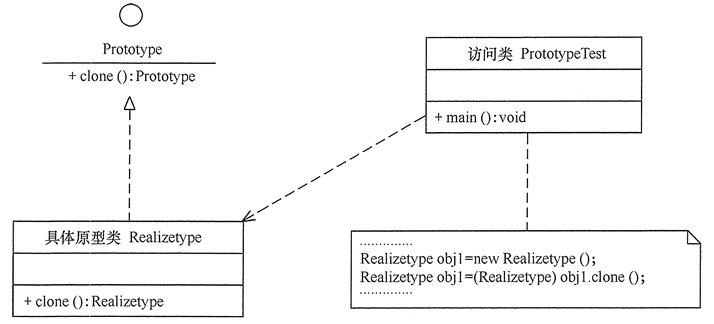 Prototype
+ clone ():Prototype
访问类 PrototypeTest
+ main ():void
具体原型类 Realizetype
+ clone ():Realizetype
..............
Realizetype obj1=new Realizetype ();
Realizetype obj1=(Realizetype) obj1.clone ();
..............